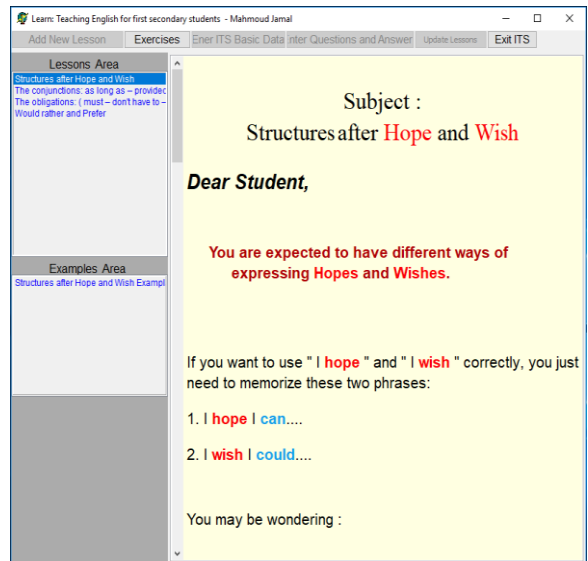 Learn: Teaching English for first secondary students - Mahmoud Jamal
Add New Lesson Exercises Ener ITS Basic Data nter Questions and Answer Update Lessons Exit ITS
Lessons Area
Structures after Hope and Wish
The conjunctions: as long as – provided
The obligations: ( must – don't have to –
Would rather and Prefer
Examples Area
Structures after Hope and Wish Exampl
Subject :
Structures after Hope and Wish
Dear Student,
You are expected to have different ways of
expressing Hopes and Wishes.
If you want to use " I hope " and " I wish " correctly, you just
need to memorize these two phrases:
1. I hope I can....
2. I wish I could....
You may be wondering :